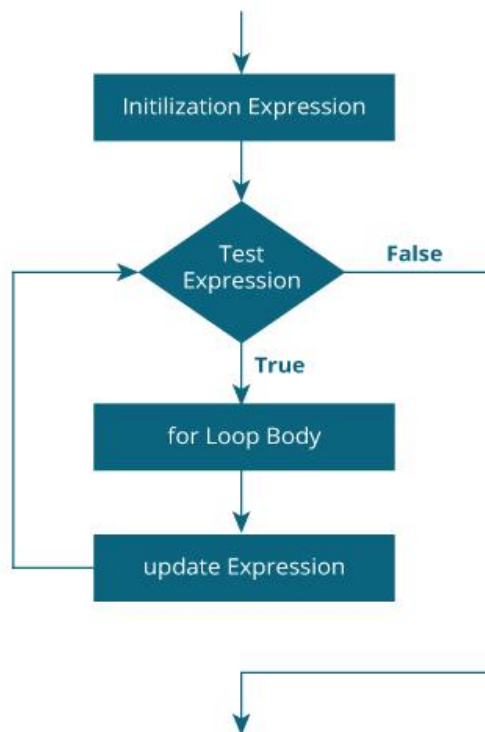 Initilization Expression
Test
Expression
False
True
for Loop Body
update Expression